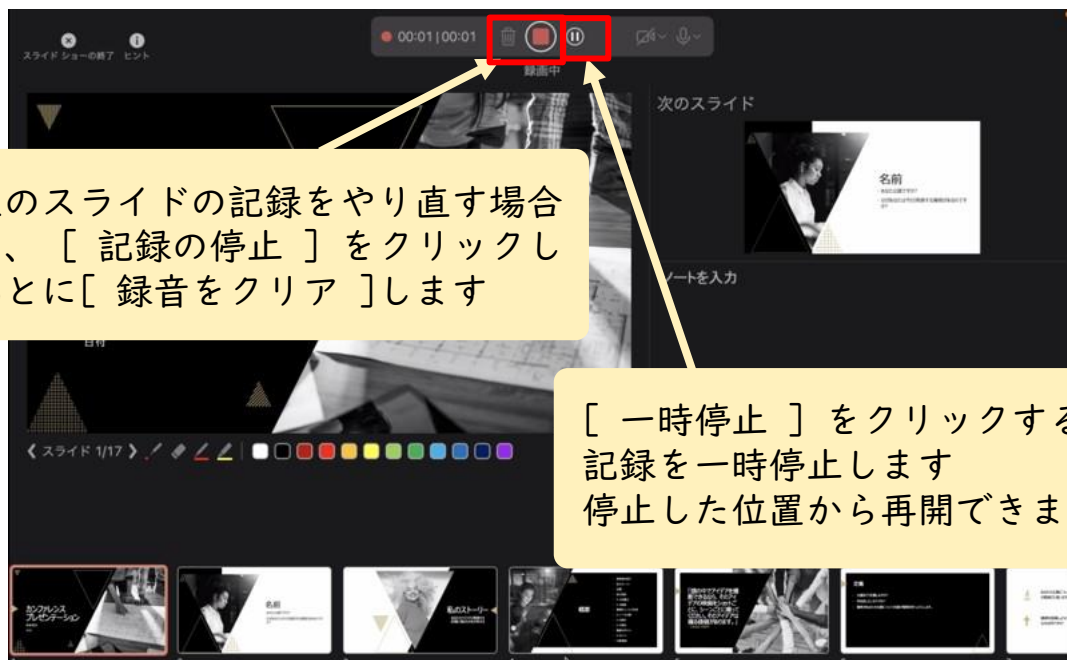 スライド ショーの終了 ヒント
00:01|00:01
録画中
次のスライド
名前
のスライドの記録をやり直す場合
、［ 記録の停止 ］をクリックし
とに[ 録音をクリア ]します
ノートを入力
日付
［ 一時停止 ］をクリックする
記録を一時停止します
停止した位置から再開できま
スライド 1/17
カンファレンス
プレゼンテーション
名前
私のストーリー
概要